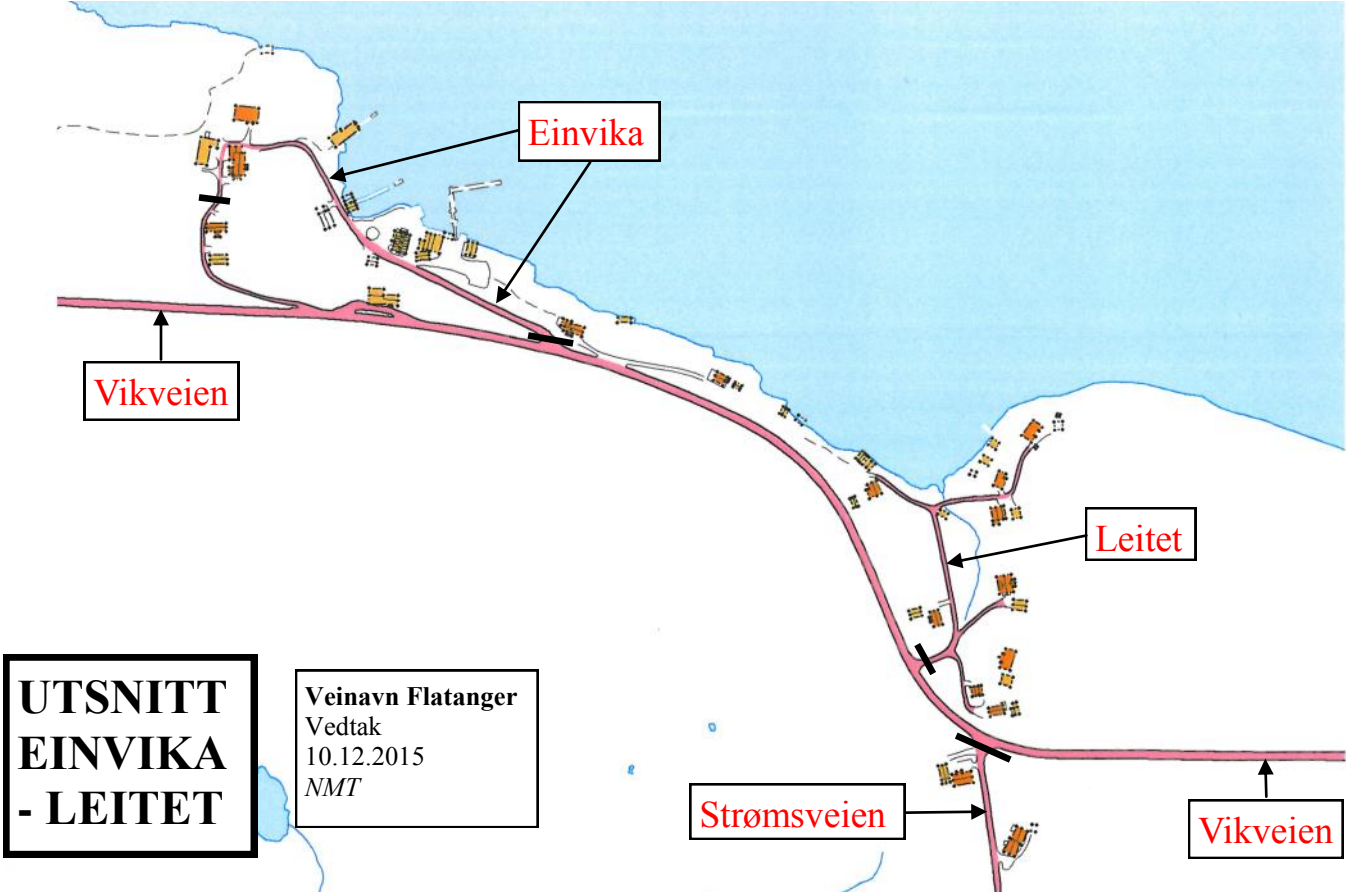 Einvika
Vikveien
Leitet
UTSNITT
EINVIKA
- LEITET
Veinavn Flatanger
Vedtak
10.12.2015
NMT
Strømsveien
Vikveien